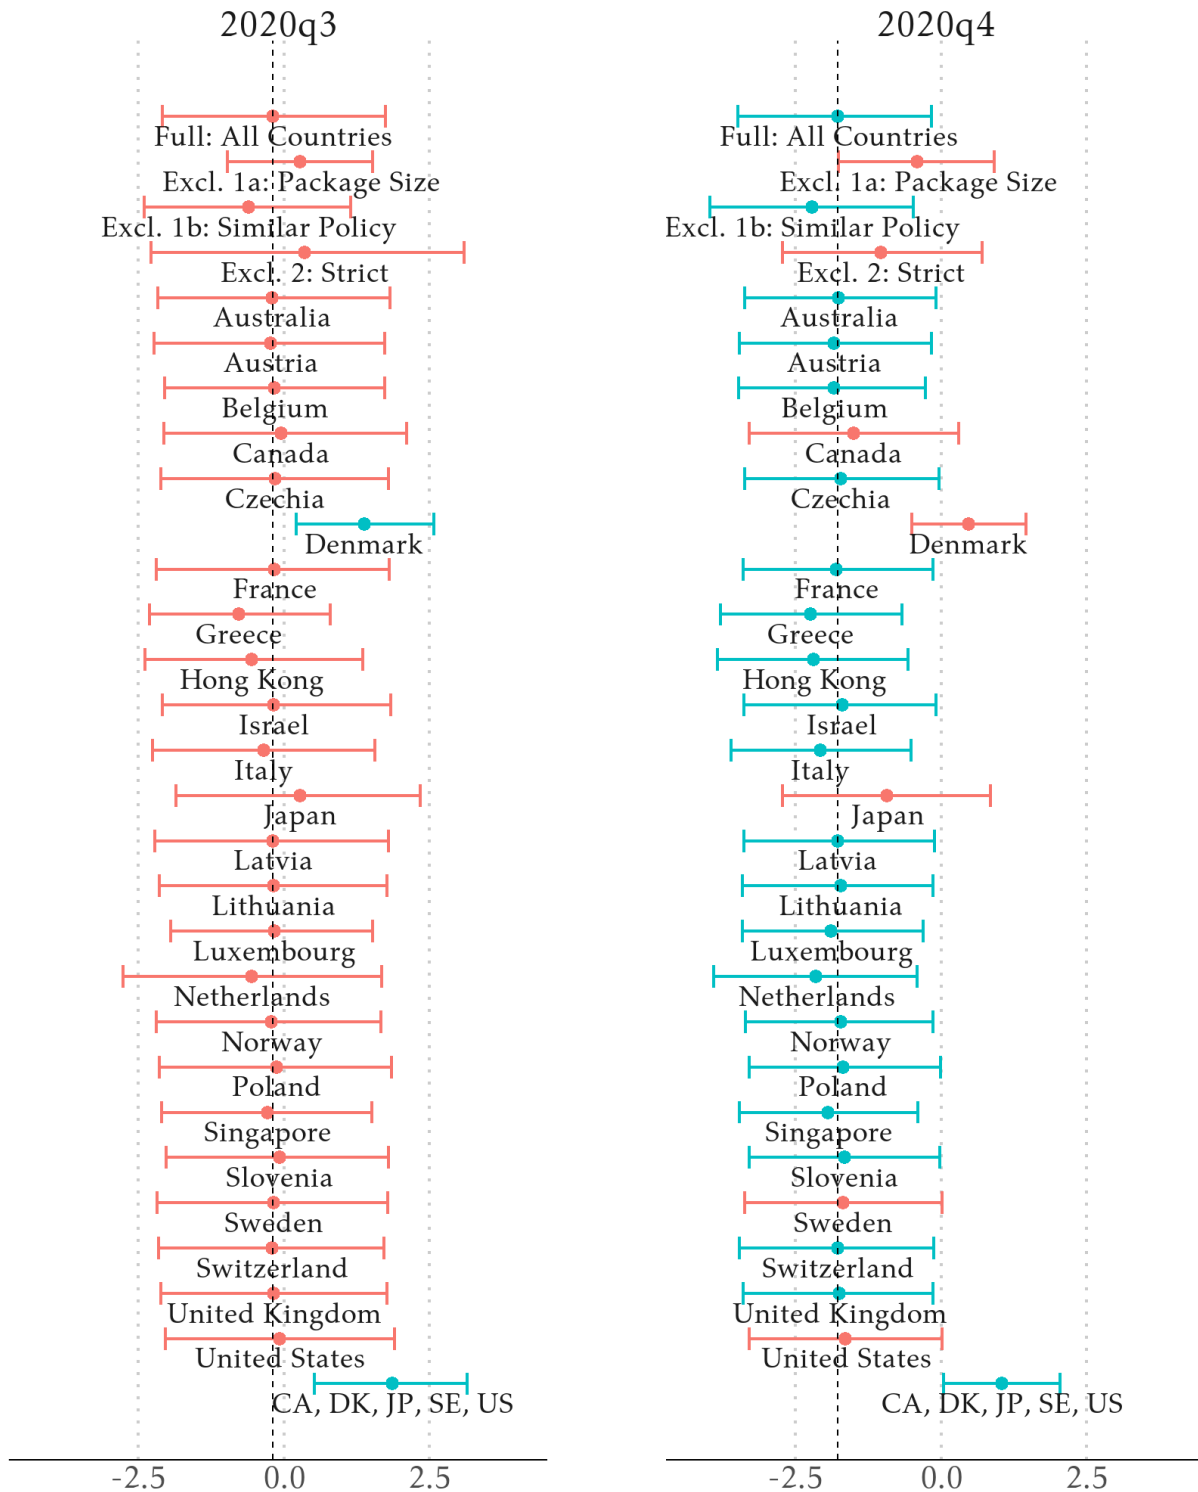 2020q3
Full: All Countries
Excl. 1a: Package Size
Excl. 1b: Similar Policy
Excl. 2: Strict
Australia
Austria
Belgium
Canada
Czechia
Denmark
France
Greece
Hong Kong
Israel
Italy
Japan
Latvia
Lithuania
Luxembourg
Netherlands
Norway
Poland
Singapore
Slovenia
Sweden
Switzerland
United Kingdom
United States
CA, DK, JP, SE, US
-2.5 0.0 2.5
2020q4
Full: All Countries
Excl. 1a: Package Size
Excl. 1b: Similar Policy
Excl. 2: Strict
Australia
Austria
Belgium
Canada
Czechia
Denmark
France
Greece
Hong Kong
Israel
Italy
Japan
Latvia
Lithuania
Luxembourg
Netherlands
Norway
Poland
Singapore
Slovenia
Sweden
Switzerland
United Kingdom
United States
CA, DK, JP, SE, US
-2.5 0.0 2.5